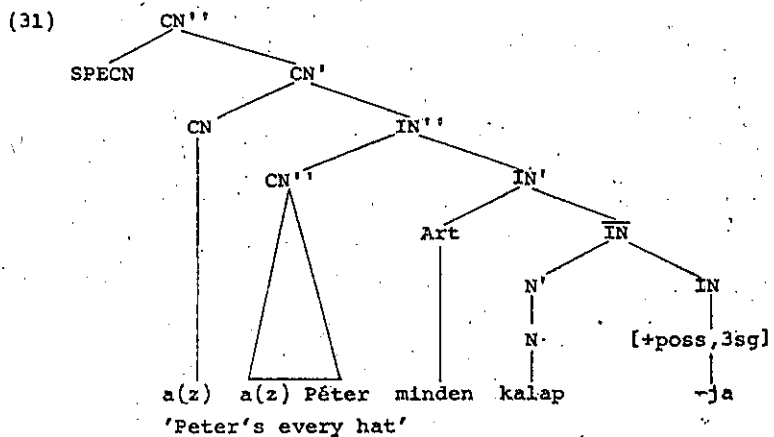 (31) CN''
SPECN CN'
CN IN''
CN'' IN'
Art I̅N̅
N' IN
N [+poss,3sg]
a(z) a(z) Péter minden kalap -ja
'Peter's every hat'